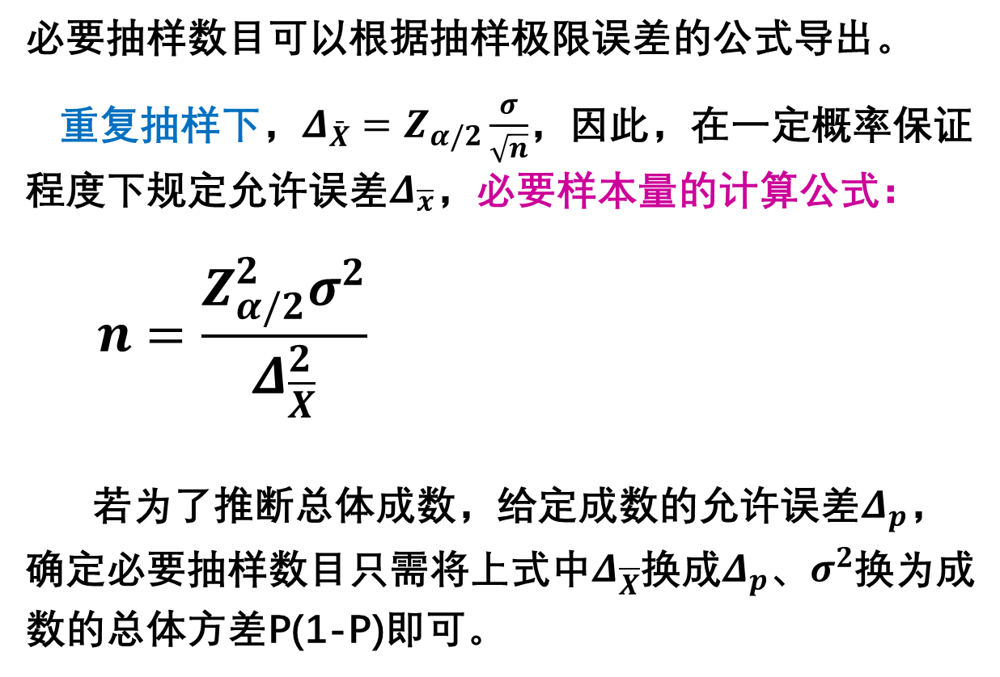 必要抽样数目可以根据抽样极限误差的公式导出。
重复抽样下，$\Delta_{\bar{X}} = Z_{\alpha/2}\frac{\sigma}{\sqrt{n}}$，因此，在一定概率保证
程度下规定允许误差$\Delta_{\overline{x}}$，必要样本量的计算公式：
$n = \frac{Z_{\alpha/2}^{2}\sigma^{2}}{\Delta_{\overline{X}}^{2}}$
若为了推断总体成数，给定成数的允许误差$\Delta_{p}$，
确定必要抽样数目只需将上式中$\Delta_{\overline{X}}$换成$\Delta_{p}$、$\sigma^{2}$换为成
数的总体方差P(1-P)即可。